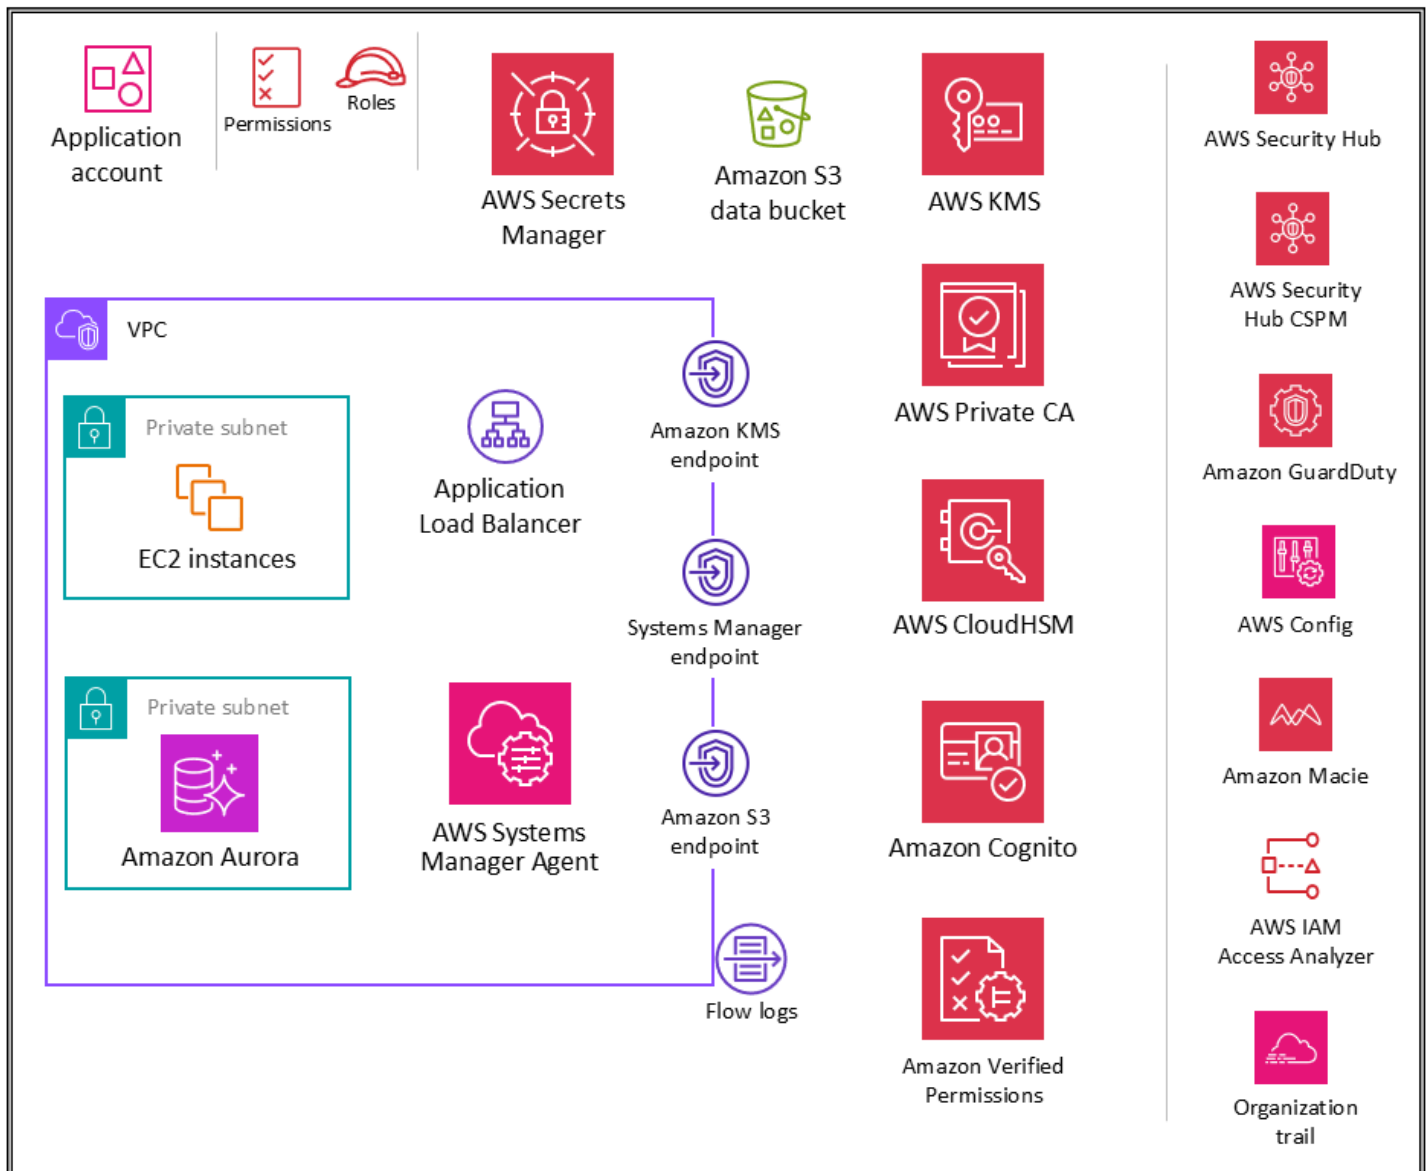 Application
account
Permissions
Roles
AWS Secrets
Manager
Amazon S3
data bucket
AWS KMS
AWS Private CA
AWS CloudHSM
Amazon Cognito
Amazon Verified
Permissions
VPC
Private subnet
EC2 instances
Application
Load Balancer
Private subnet
Amazon Aurora
AWS Systems
Manager Agent
Amazon KMS
endpoint
Systems Manager
endpoint
Amazon S3
endpoint
Flow logs
AWS Security Hub
AWS Security
Hub CSPM
Amazon GuardDuty
AWS Config
Amazon Macie
AWS IAM
Access Analyzer
Organization
trail